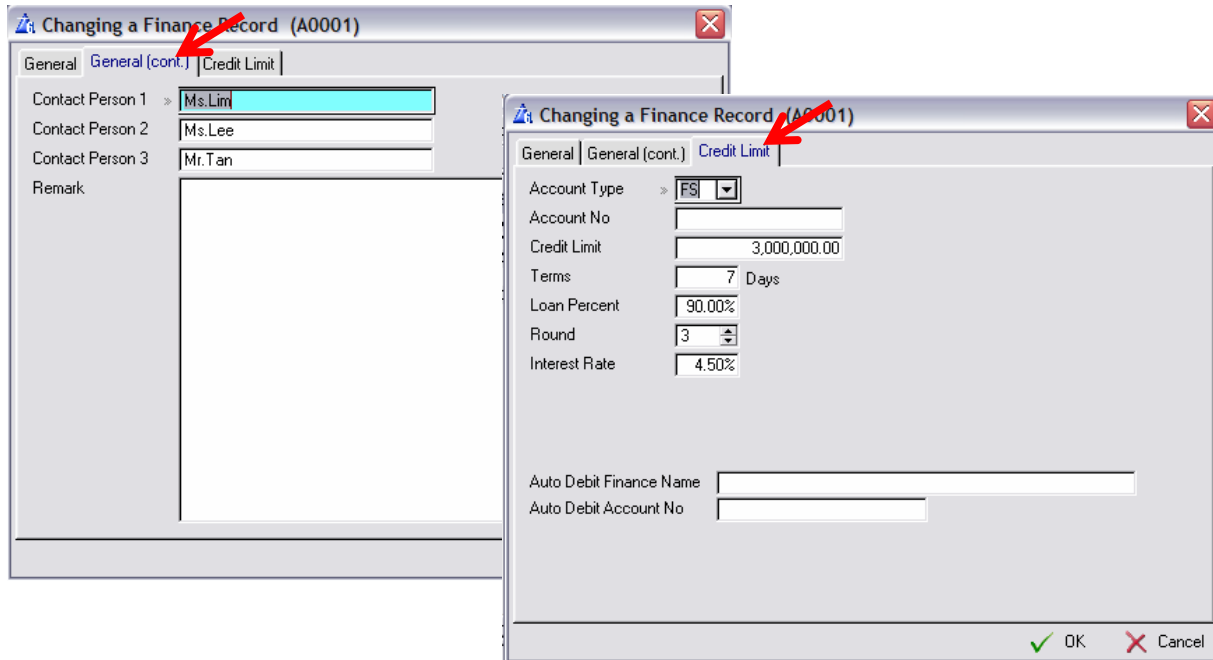 Changing a Finance Record (A0001)
General General (cont.) Credit Limit
Contact Person 1 » Ms.Lim
Contact Person 2 Ms.Lee
Contact Person 3 Mr.Tan
Remark
Changing a Finance Record (A0001)
General General (cont.) Credit Limit
Account Type » FS
Account No
Credit Limit 3,000,000.00
Terms 7 Days
Loan Percent 90.00%
Round 3
Interest Rate 4.50%
Auto Debit Finance Name
Auto Debit Account No
OK Cancel